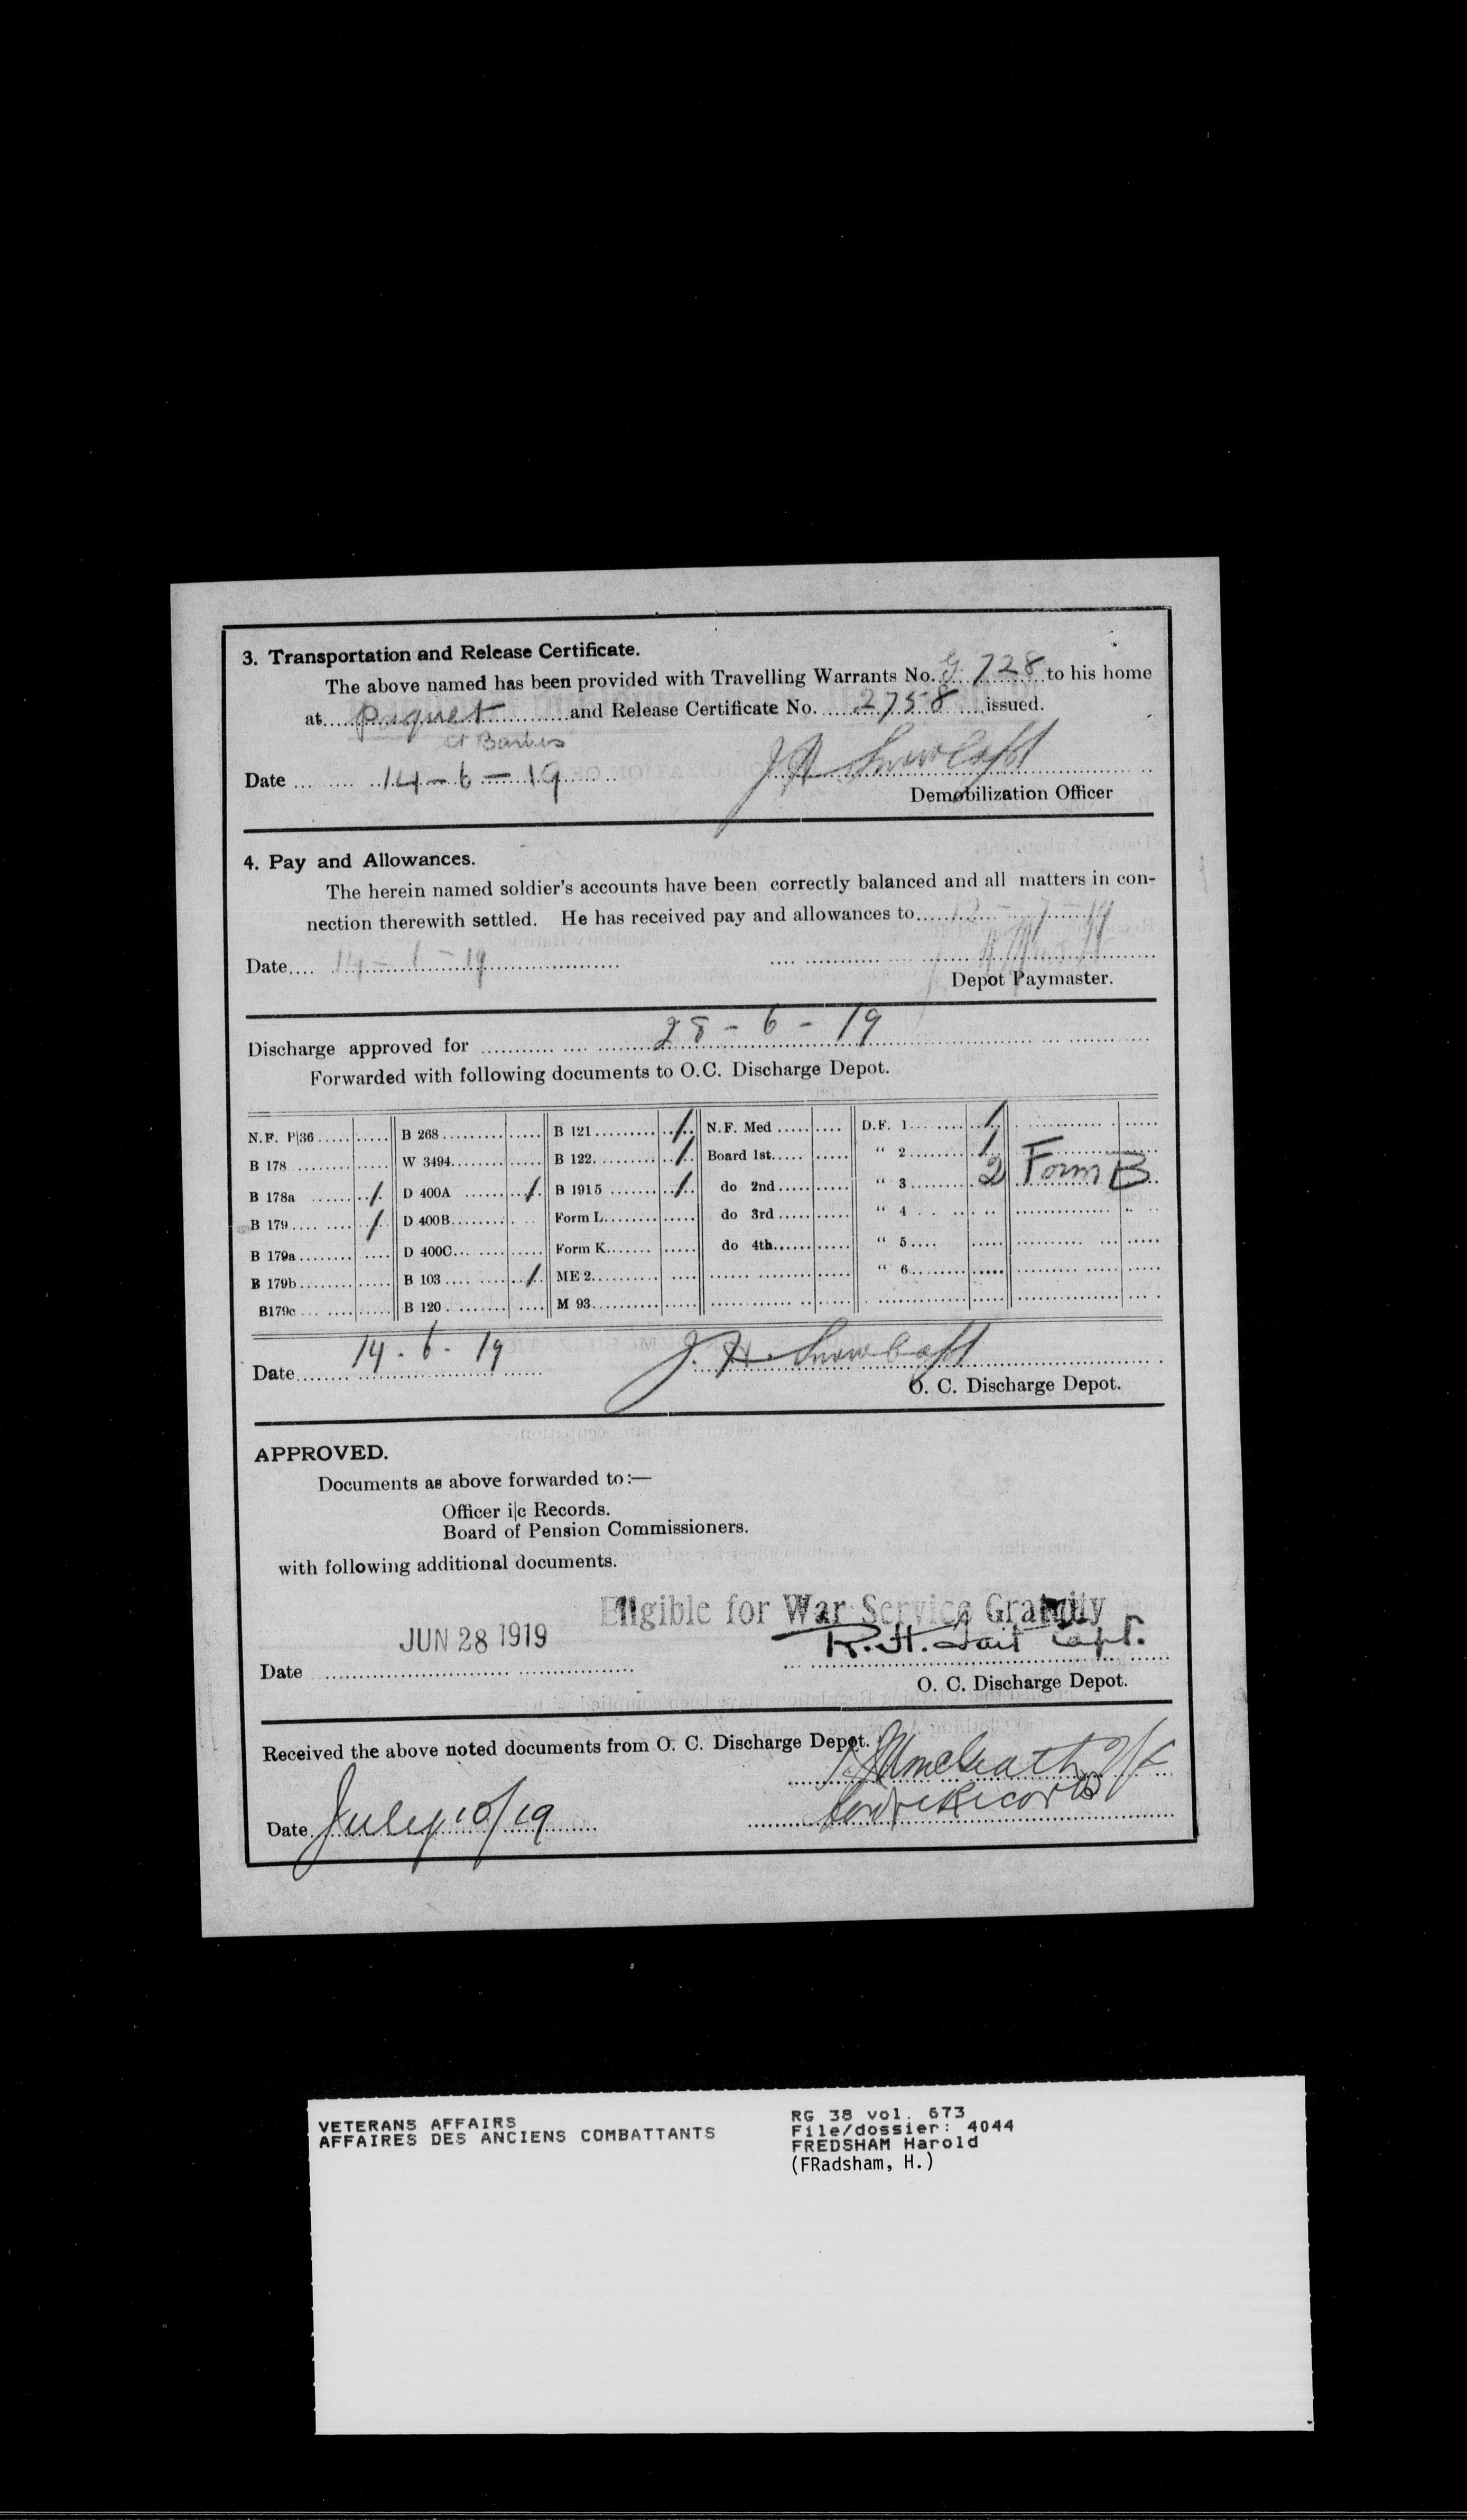 3. Transportation and Release Certificate.
The above named has been provided with Travelling Warrants No. G 728 to his home
at Paquet and Release Certificate No. 2758 issued.
Date 14-6-19
Demobilization Officer
4. Pay and Allowances.
The herein named soldier's accounts have been correctly balanced and all matters in con-
nection therewith settled. He has received pay and allowances to 12-7-19
Date 14-6-19
Depot Paymaster.
Discharge approved for 28-6-19
Forwarded with following documents to O.C. Discharge Depot.
N.F. P|36 B 268 B 121 / N.F. Med D.F. 1 /
B 178 W 3494 B 122 / Board 1st " 2 /
B 178a / D 400A / B 1915 / do 2nd " 3 2 Form B
B 179 / D 400B Form L do 3rd " 4
B 179a D 400C Form K do 4th " 5
B 179b B 103 / ME 2 " 6
B179c B 120 M 93
Date 14.6.19 J. H.
O. C. Discharge Depot.
APPROVED.
Documents as above forwarded to:—
Officer i|c Records.
Board of Pension Commissioners.
with following additional documents.
Eligible for War Service Gratuity
JUN 28 1919 R. H. Tait Capt.
Date
O. C. Discharge Depot.
Received the above noted documents from O. C. Discharge Depot.
Records
Date July 10/19
VETERANS AFFAIRS
AFFAIRES DES ANCIENS COMBATTANTS
RG 38 vol. 673
File/dossier: 4044
FREDSHAM Harold
(FRadsham, H.)